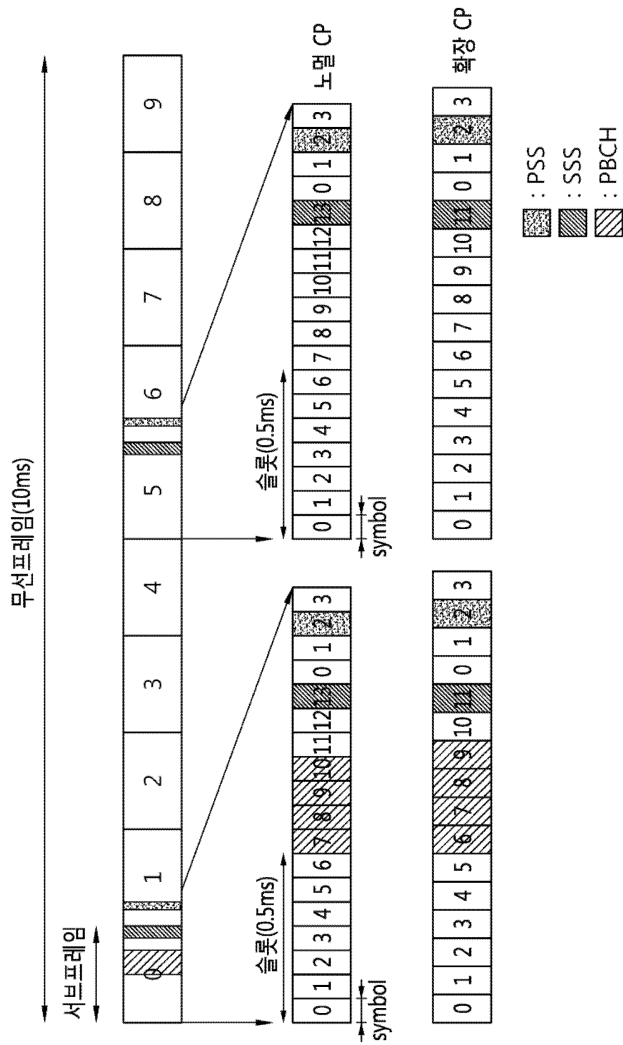 무선프레임(10ms)
서브프레임
0 1 2 3 4 5 6 7 8 9
슬롯(0.5ms) 슬롯(0.5ms)
0 1 2 3 4 5 6 7 8 9 10 11 12 13 0 1 2 3 0 1 2 3 4 5 6 7 8 9 10 11 12 13 0 1 2 3 노멀 CP
symbol symbol
0 1 2 3 4 5 6 7 8 9 10 11 0 1 2 3 0 1 2 3 4 5 6 7 8 9 10 11 0 1 2 3 확장 CP
: PSS
: SSS
: PBCH